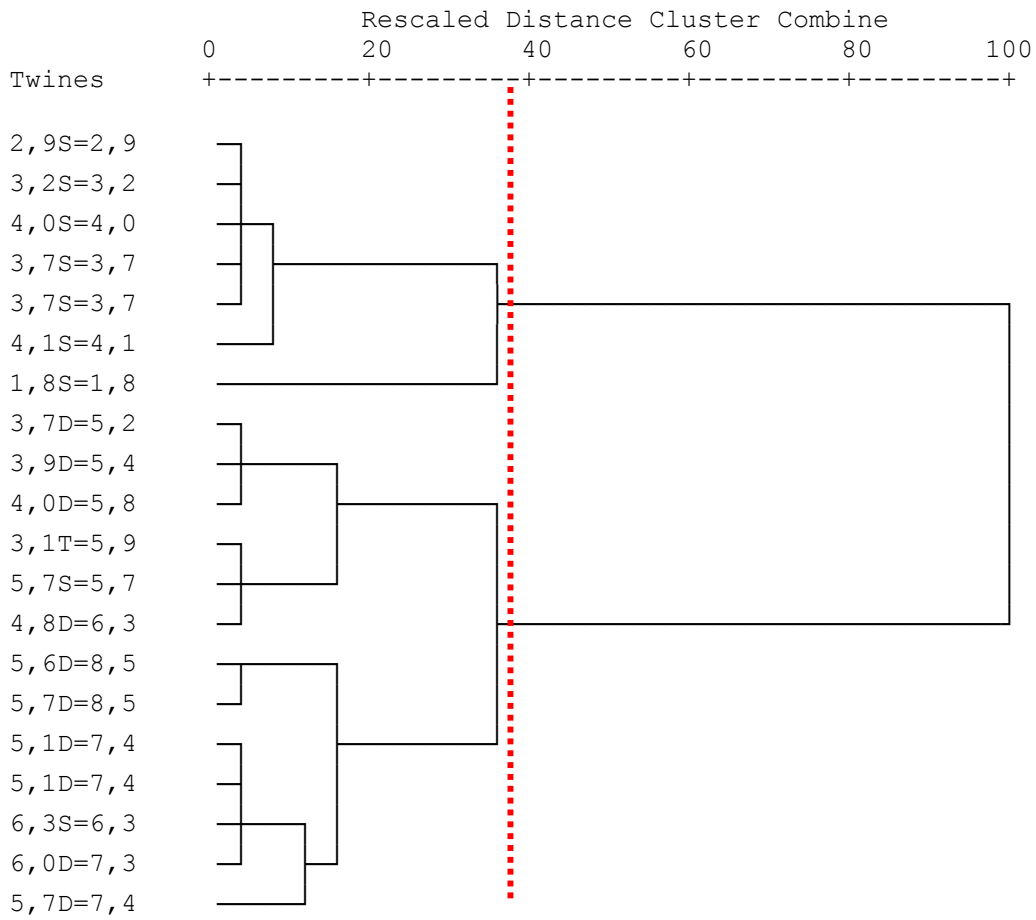 Rescaled Distance Cluster Combine
0 20 40 60 80 100
Twines +---+---+---+---+---+---+---+---+---+---+
2,9S=2,9
3,2S=3,2
4,0S=4,0
3,7S=3,7
3,7S=3,7
4,1S=4,1
1,8S=1,8
3,7D=5,2
3,9D=5,4
4,0D=5,8
3,1T=5,9
5,7S=5,7
4,8D=6,3
5,6D=8,5
5,7D=8,5
5,1D=7,4
5,1D=7,4
6,3S=6,3
6,0D=7,3
5,7D=7,4